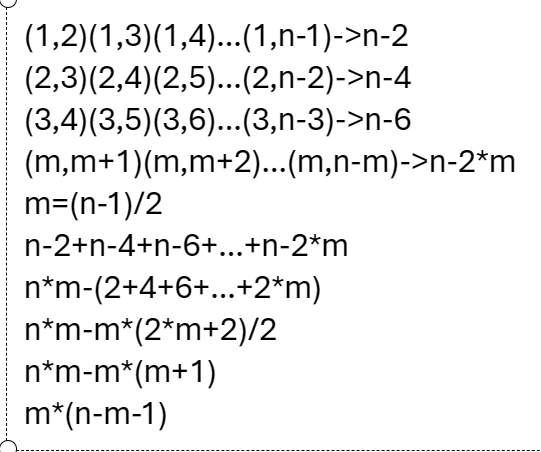 (1,2)(1,3)(1,4)...(1,n-1)->n-2
(2,3)(2,4)(2,5)...(2,n-2)->n-4
(3,4)(3,5)(3,6)...(3,n-3)->n-6
(m,m+1)(m,m+2)...(m,n-m)->n-2*m
m=(n-1)/2
n-2+n-4+n-6+...+n-2*m
n*m-(2+4+6+...+2*m)
n*m-m*(2*m+2)/2
n*m-m*(m+1)
m*(n-m-1)